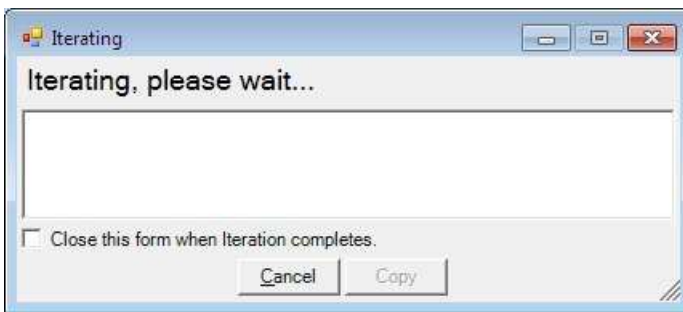 Iterating
Iterating, please wait...
Close this form when Iteration completes.
Cancel Copy